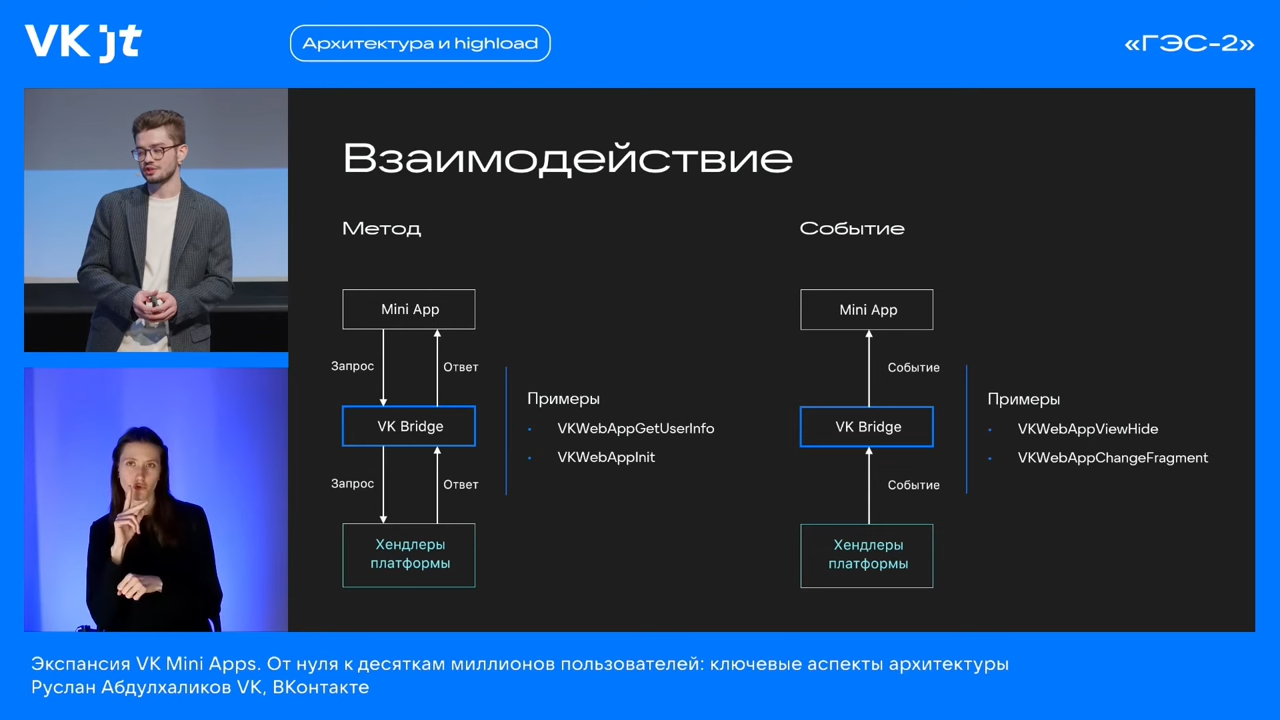 VK jt
Архитектура и highload
«ГЭС-2»
Взаимодействие
Метод
Mini App
Запрос
Ответ
VK Bridge
Запрос
Ответ
Хендлеры
платформы
Примеры
• VKWebAppGetUserInfo
• VKWebAppInit
Событие
Mini App
Событие
VK Bridge
Событие
Хендлеры
платформы
Примеры
• VKWebAppViewHide
• VKWebAppChangeFragment
Экспансия VK Mini Apps. От нуля к десяткам миллионов пользователей: ключевые аспекты архитектуры
Руслан Абдулхаликов VK, ВКонтакте